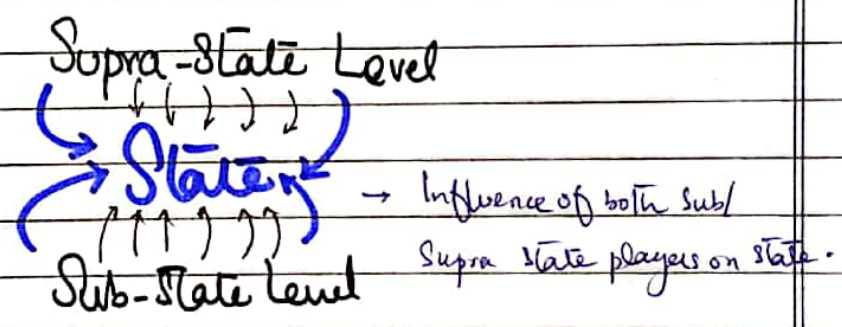 Supra-State Level
State
→ Influence of both sub/
Supra state players on state.
Sub-State Level